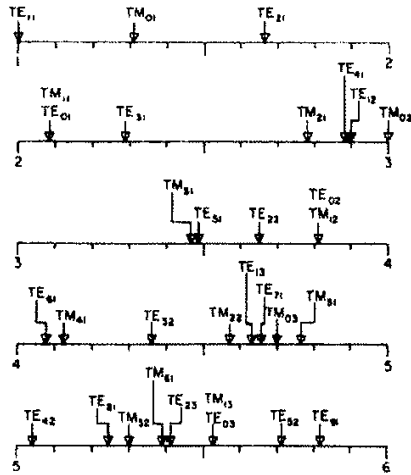 TE₁₁ TM₀₁ TE₂₁
1 2
TE₄₁
TM₁₁ TE₁₂
TE₀₁ TE₃₁ TM₂₁ TM₀₂
2 3
TM₃₁ TE₀₂
TE₅₁ TE₂₂ TM₁₂
3 4
TE₁₃
TE₆₁ TE₇₁ TM₅₁
TM₄₁ TE₃₂ TM₂₂ TM₀₃
4 5
TM₆₁
TE₈₁ TE₂₃ TM₁₃
TE₄₂ TM₃₂ TE₀₃ TE₅₂ TE₉₁
5 6